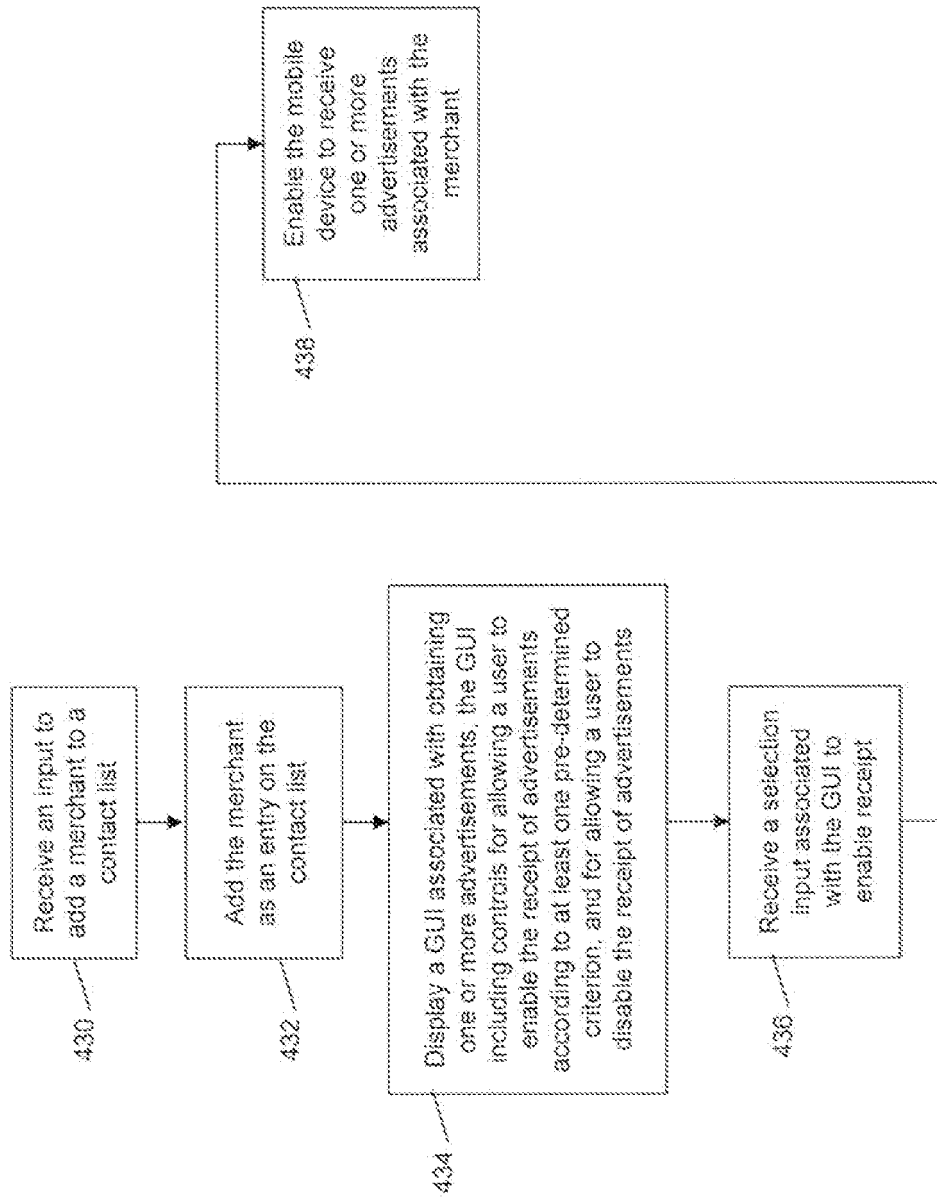 430
Receive an input to
add a merchant to a
contact list
432
Add the merchant
as an entry on the
contact list
434
Display a GUI associated with obtaining
one or more advertisements, the GUI
including controls for allowing a user to
enable the receipt of advertisements
according to at least one pre-determined
criterion, and for allowing a user to
disable the receipt of advertisements
436
Receive a selection
input associated
with the GUI to
enable receipt
438
Enable the mobile
device to receive
one or more
advertisements
associated with the
merchant